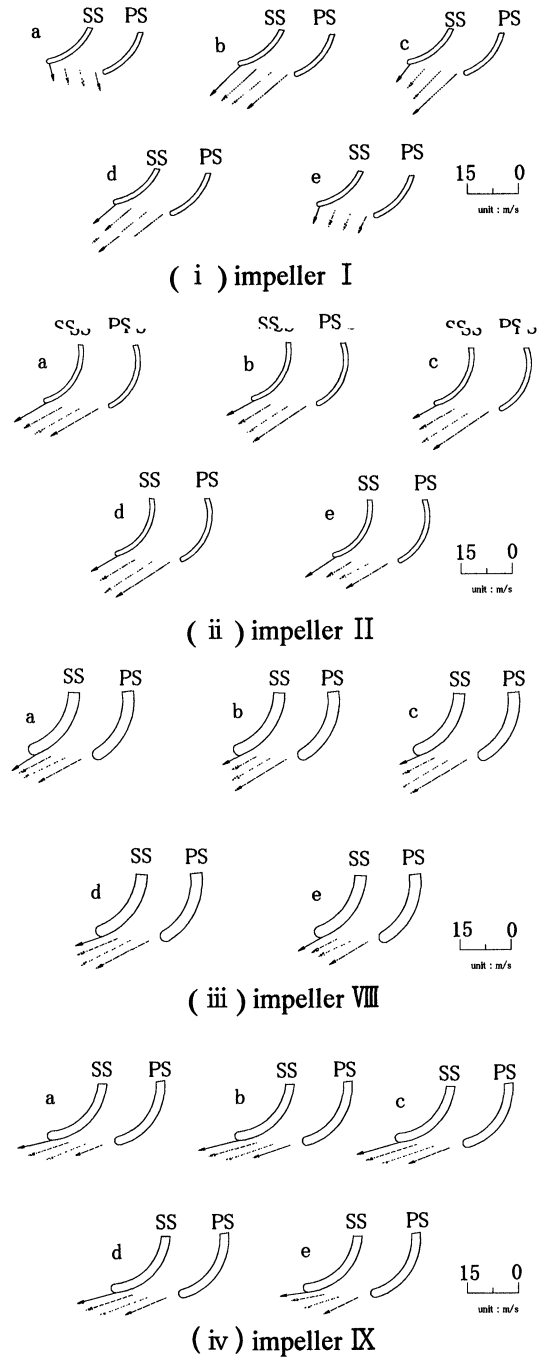 SS PS
a
SS PS
b
SS PS
c
SS PS
d
SS PS
e
15 0
unit : m/s
( i ) impeller I
a
b
c
SS PS
d
SS PS
e
15 0
unit : m/s
( ii ) impeller II
SS PS
a
SS PS
b
SS PS
c
SS PS
d
SS PS
e
15 0
unit : m/s
( iii ) impeller VIII
SS PS
a
SS PS
b
SS PS
c
SS PS
d
SS PS
e
15 0
unit : m/s
( iv ) impeller IX